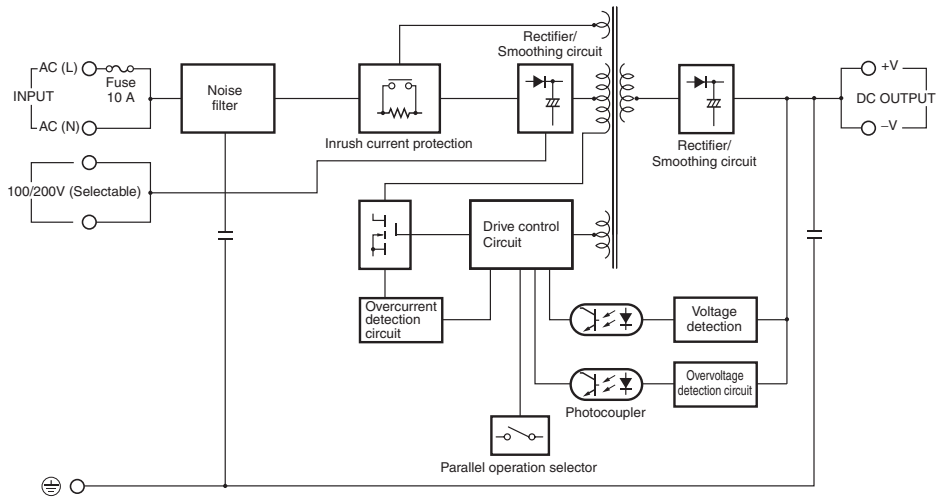 Rectifier/
Smoothing circuit
AC (L)
Fuse
10 A
INPUT
AC (N)
Noise
filter
Inrush current protection
+V
DC OUTPUT
–V
Rectifier/
Smoothing circuit
100/200V (Selectable)
Drive control
Circuit
Overcurrent
detection
circuit
Voltage
detection
Overvoltage
detection circuit
Photocoupler
Parallel operation selector